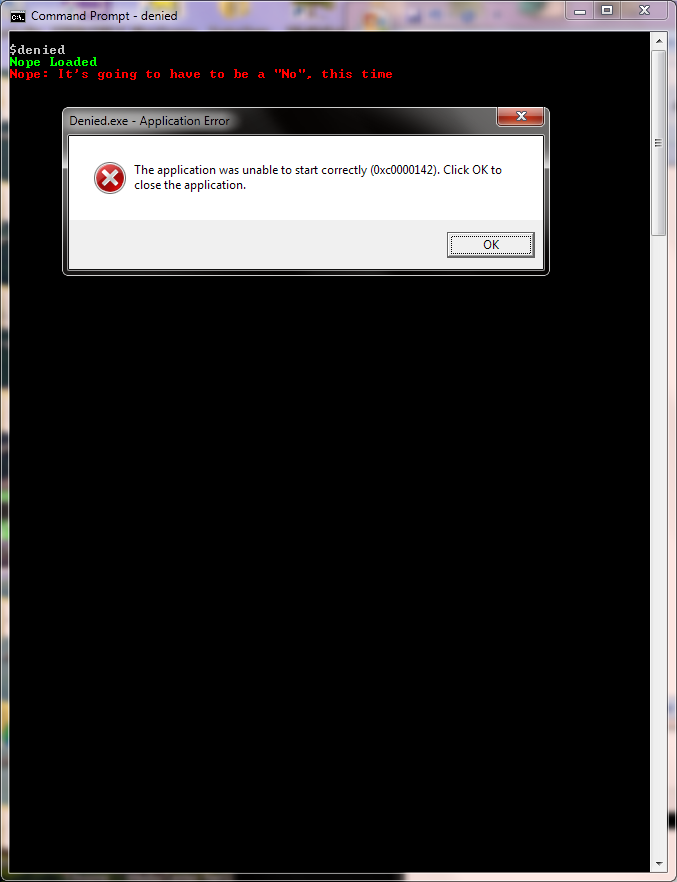 Command Prompt - denied
$denied
Nope Loaded
Nope: It's going to have to be a "No", this time
Denied.exe - Application Error
The application was unable to start correctly (0xc0000142). Click OK to
close the application.
OK